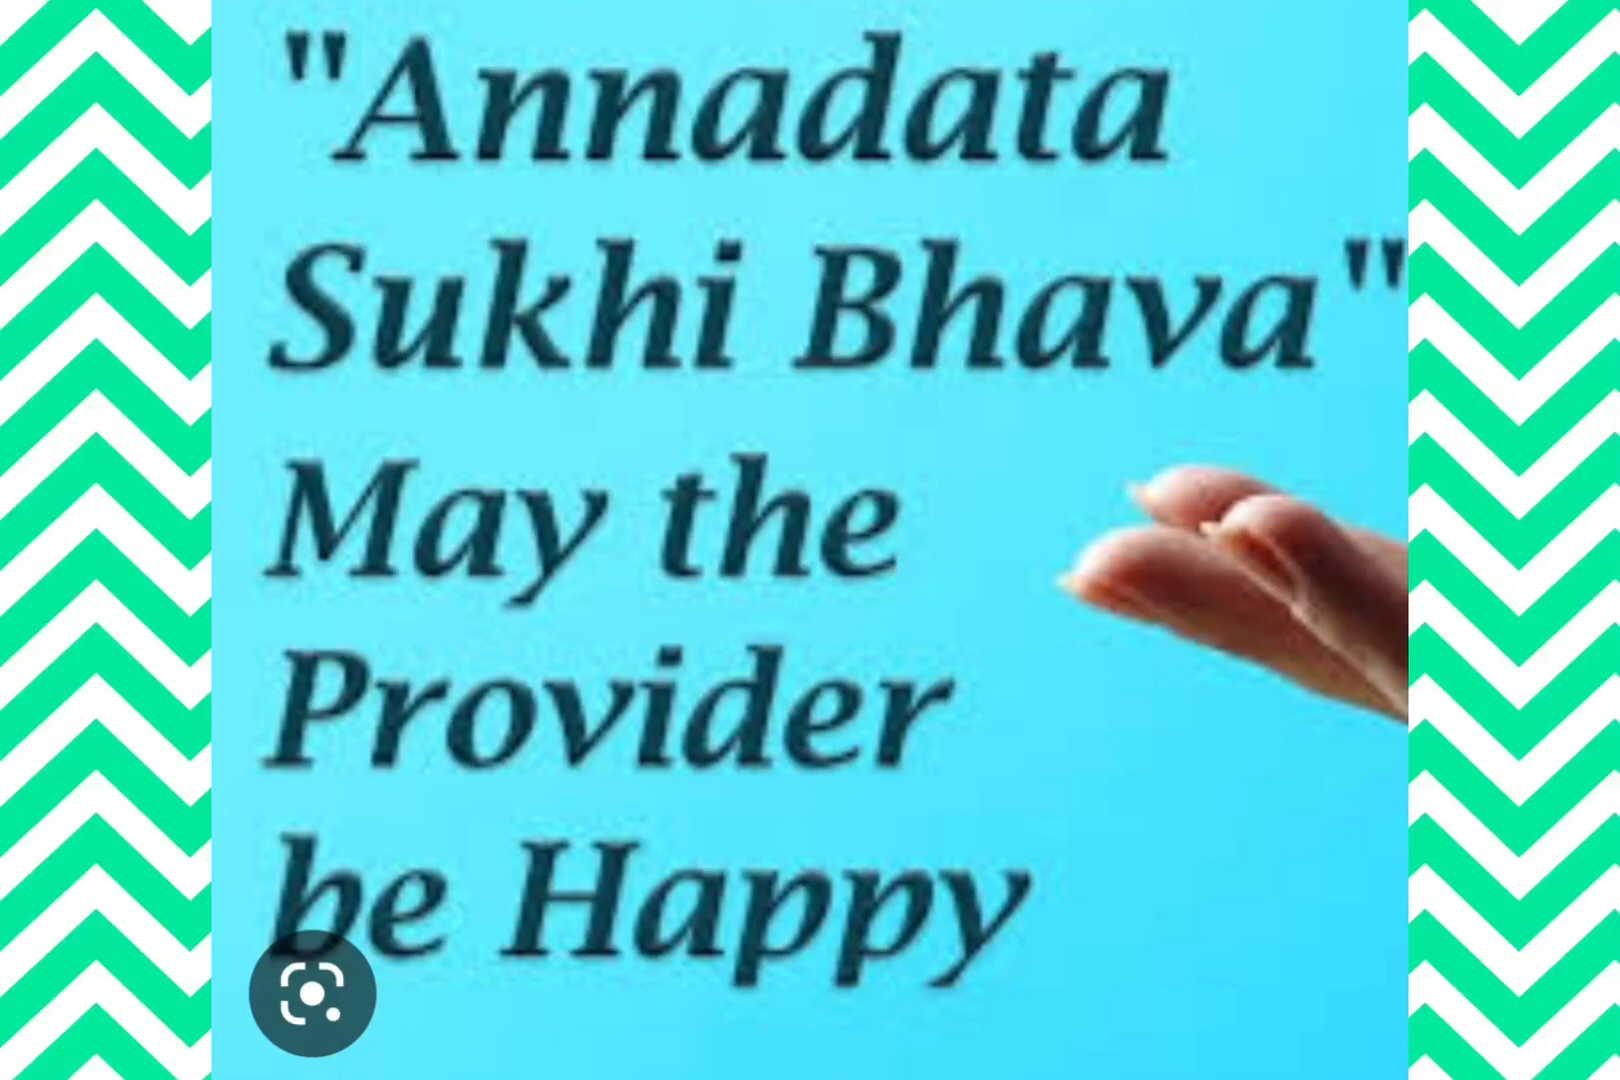 "Annadata
Sukhi Bhava"
May the
Provider
be Happy